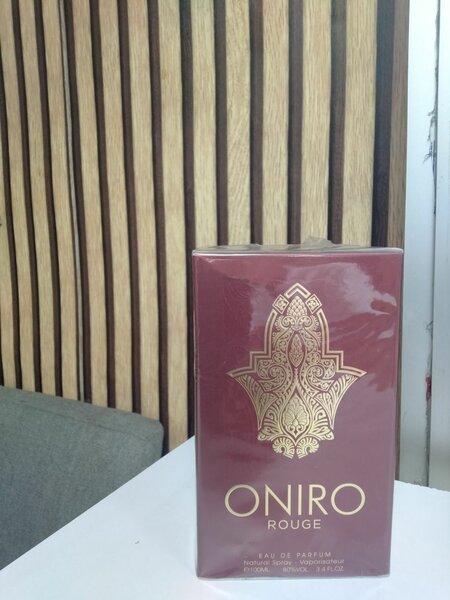 ONIRO
ROUGE
EAU DE PARFUM
Natural Spray - Vaporisateur
℮100ML 80%VOL 3.4 FL.OZ.